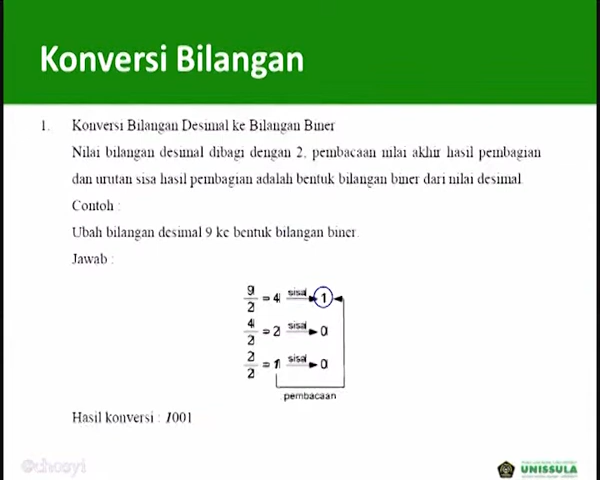 Konversi Bilangan
1. Konversi Bilangan Desimal ke Bilangan Biner
Nilai bilangan desimal dibagi dengan 2, pembacaan nilai akhir hasil pembagian
dan urutan sisa hasil pembagian adalah bentuk bilangan biner dari nilai desimal.
Contoh :
Ubah bilangan desimal 9 ke bentuk bilangan biner.
Jawab :
9/2 = 4 sisa 1
4/2 = 2 sisa 0
2/2 = 1 sisa 0
pembacaan
Hasil konversi : 1001
@chosyi
UNISSULA